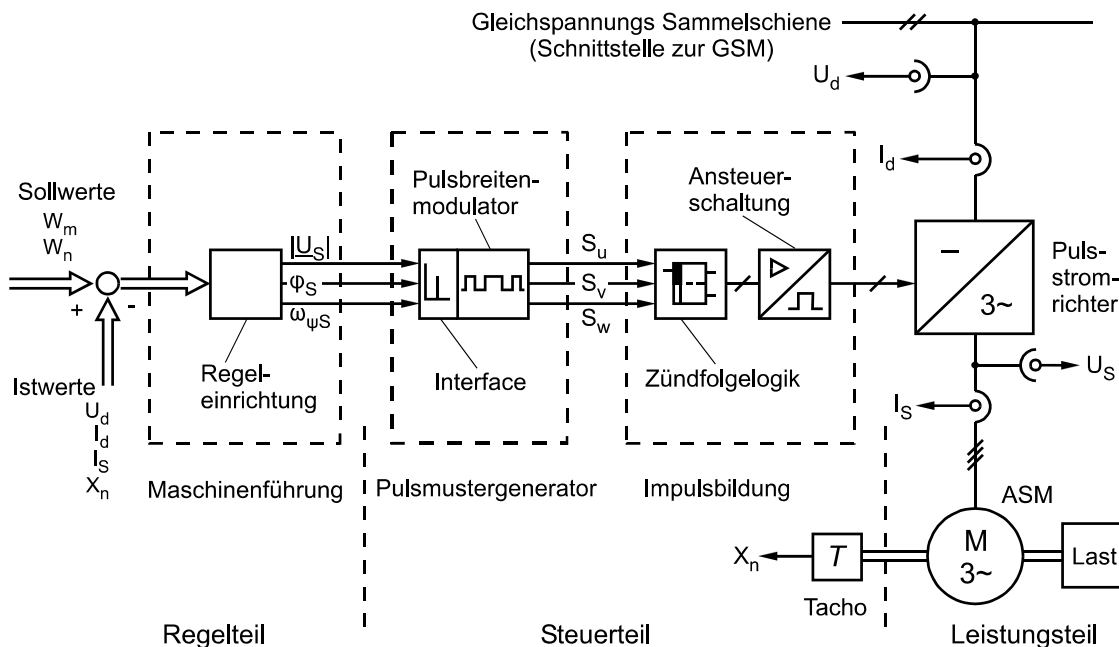 Gleichspannungs Sammelschiene
(Schnittstelle zur GSM)
U_d
I_d
Sollwerte
W_m
W_n
+
-
Istwerte
U_d
I_d
I_S
X_n
|U_S|
φ_S
ω_ψS
Regel-
einrichtung
Maschinenführung
Pulsbreiten-
modulator
Interface
Pulsmustergenerator
S_u
S_v
S_w
Ansteuer-
schaltung
Zündfolgelogik
Impulsbildung
3~
Puls-
strom-
richter
U_S
I_S
ASM
M
3~
Last
X_n
T
Tacho
Regelteil
Steuerteil
Leistungsteil